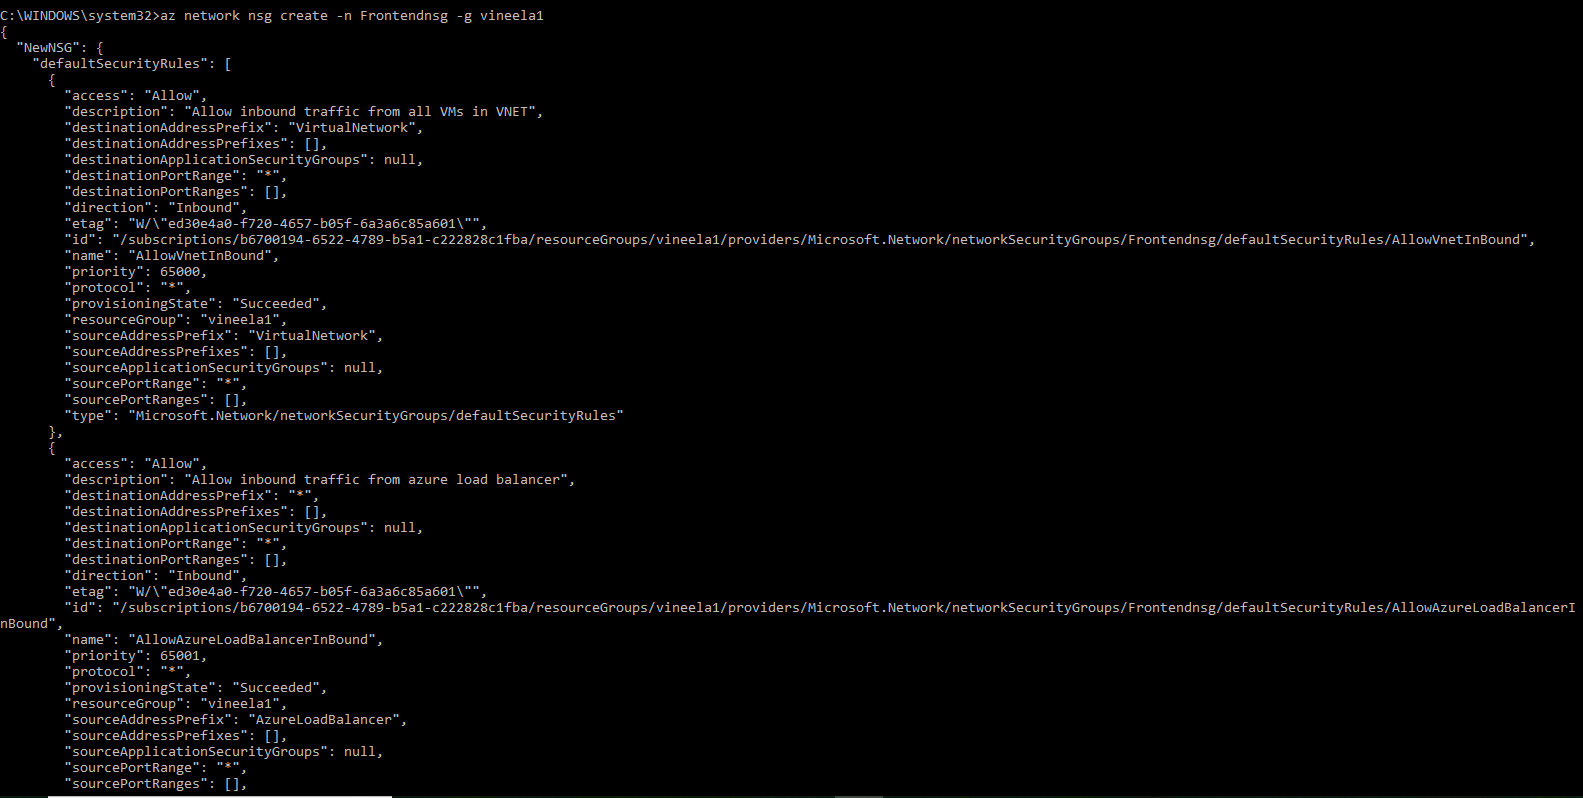 C:\WINDOWS\system32>az network nsg create -n Frontendnsg -g vineela1
{
  "NewNSG": {
    "defaultSecurityRules": [
      {
        "access": "Allow",
        "description": "Allow inbound traffic from all VMs in VNET",
        "destinationAddressPrefix": "VirtualNetwork",
        "destinationAddressPrefixes": [],
        "destinationApplicationSecurityGroups": null,
        "destinationPortRange": "*",
        "destinationPortRanges": [],
        "direction": "Inbound",
        "etag": "W/\"ed30e4a0-f720-4657-b05f-6a3a6c85a601\"",
        "id": "/subscriptions/b6700194-6522-4789-b5a1-c222828c1fba/resourceGroups/vineela1/providers/Microsoft.Network/networkSecurityGroups/Frontendnsg/defaultSecurityRules/AllowVnetInBound",
        "name": "AllowVnetInBound",
        "priority": 65000,
        "protocol": "*",
        "provisioningState": "Succeeded",
        "resourceGroup": "vineela1",
        "sourceAddressPrefix": "VirtualNetwork",
        "sourceAddressPrefixes": [],
        "sourceApplicationSecurityGroups": null,
        "sourcePortRange": "*",
        "sourcePortRanges": [],
        "type": "Microsoft.Network/networkSecurityGroups/defaultSecurityRules"
      },
      {
        "access": "Allow",
        "description": "Allow inbound traffic from azure load balancer",
        "destinationAddressPrefix": "*",
        "destinationAddressPrefixes": [],
        "destinationApplicationSecurityGroups": null,
        "destinationPortRange": "*",
        "destinationPortRanges": [],
        "direction": "Inbound",
        "etag": "W/\"ed30e4a0-f720-4657-b05f-6a3a6c85a601\"",
        "id": "/subscriptions/b6700194-6522-4789-b5a1-c222828c1fba/resourceGroups/vineela1/providers/Microsoft.Network/networkSecurityGroups/Frontendnsg/defaultSecurityRules/AllowAzureLoadBalancerI
nBound",
        "name": "AllowAzureLoadBalancerInBound",
        "priority": 65001,
        "protocol": "*",
        "provisioningState": "Succeeded",
        "resourceGroup": "vineela1",
        "sourceAddressPrefix": "AzureLoadBalancer",
        "sourceAddressPrefixes": [],
        "sourceApplicationSecurityGroups": null,
        "sourcePortRange": "*",
        "sourcePortRanges": [],